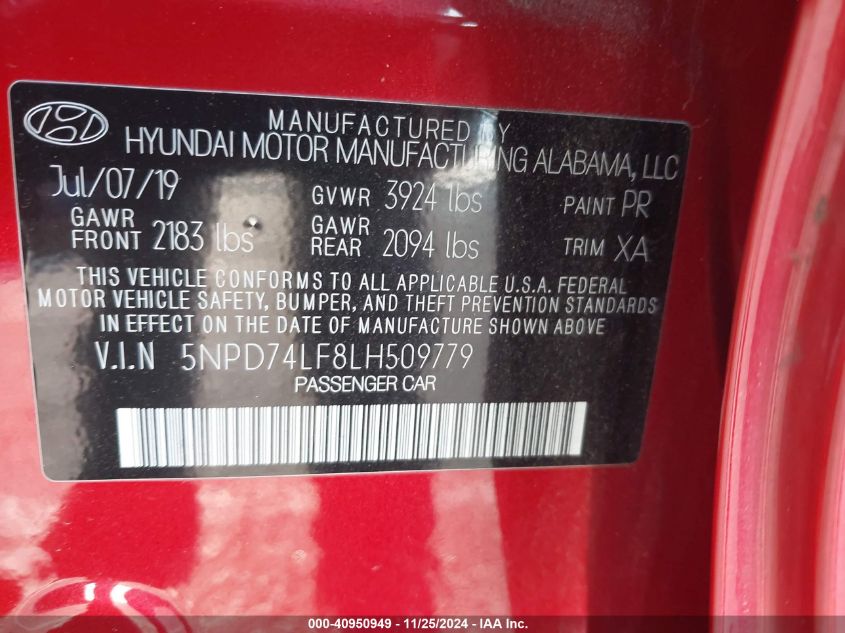 MANUFACTURED BY
HYUNDAI MOTOR MANUFACTURING ALABAMA, LLC
Jul/07/19 GVWR 3924 lbs PAINT PR
GAWR FRONT 2183 lbs GAWR REAR 2094 lbs TRIM XA
THIS VEHICLE CONFORMS TO ALL APPLICABLE U.S.A. FEDERAL
MOTOR VEHICLE SAFETY, BUMPER, AND THEFT PREVENTION STANDARDS
IN EFFECT ON THE DATE OF MANUFACTURE SHOWN ABOVE.
V.I.N 5NPD74LF8LH509779
PASSENGER CAR
000-40950949 - 11/25/2024 - IAA Inc.